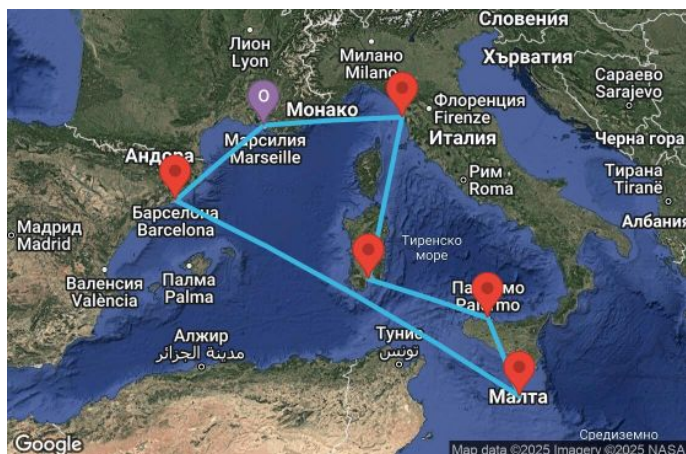 Словения
Лион
Lyon
Милано
Milano
Хърватия
Сараево
Sarajevo
О
Монако
Флоренция
Firenze
Марсилия
Marseille
Италия
Черна гора
Андора
Рим
Roma
Тирана
Tiranë
Барселона
Barcelona
Албания
Мадрид
Madrid
Тиренско
море
Валенсия
València
Палма
Palma
Алжир
مدينة الجزائر
Тунис
تونس
Малта
Средиземно
Google
Map data ©2025 Imagery ©2025 NASA